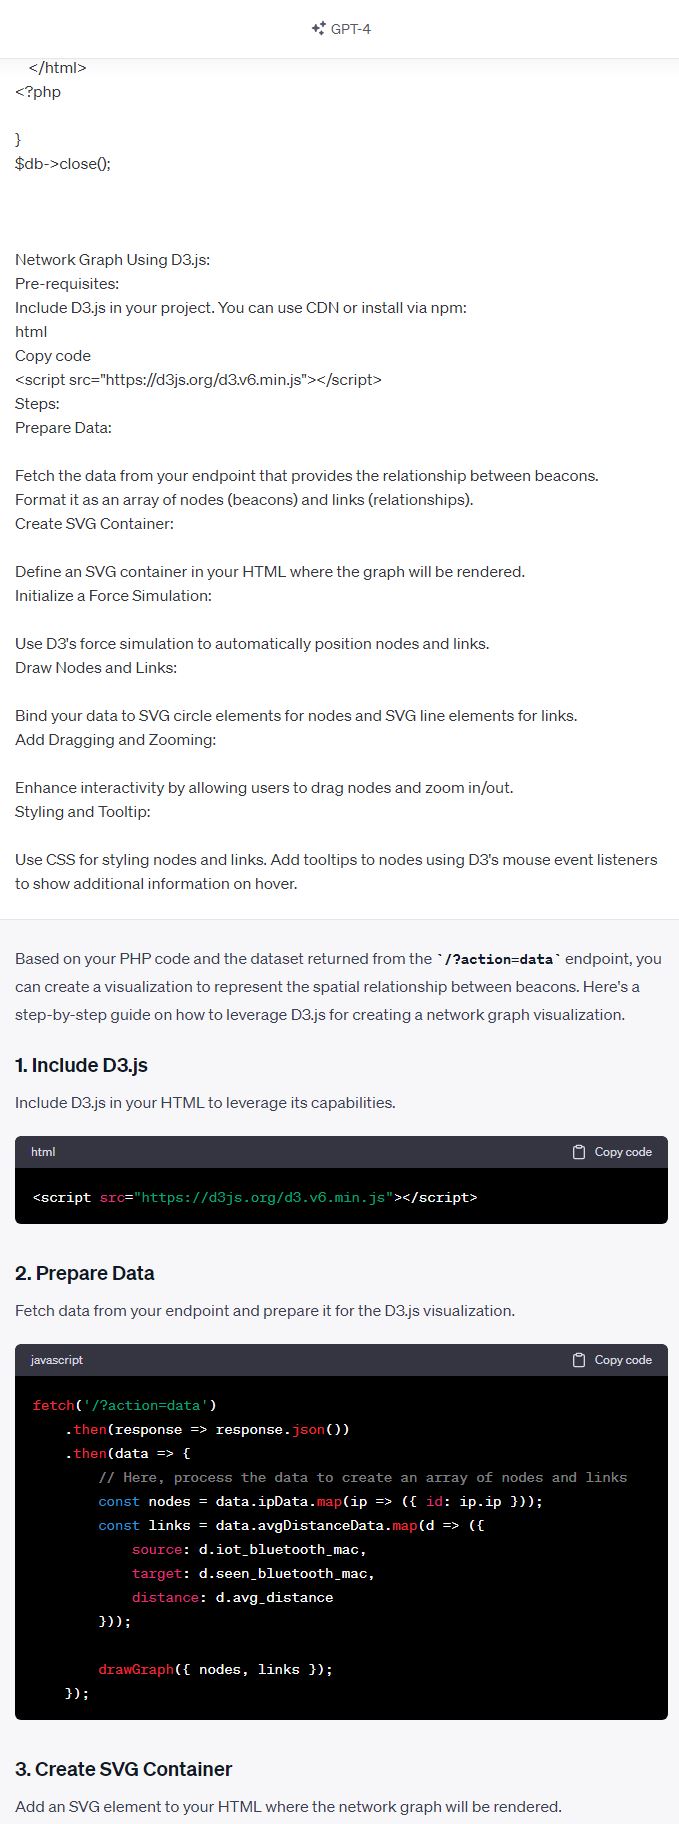 GPT-4
</html>
<?php
}
$db->close();
Network Graph Using D3.js:
Pre-requisites:
Include D3.js in your project. You can use CDN or install via npm:
html
Copy code
<script src="https://d3js.org/d3.v6.min.js"></script>
Steps:
Prepare Data:
Fetch the data from your endpoint that provides the relationship between beacons.
Format it as an array of nodes (beacons) and links (relationships).
Create SVG Container:
Define an SVG container in your HTML where the graph will be rendered.
Initialize a Force Simulation:
Use D3's force simulation to automatically position nodes and links.
Draw Nodes and Links:
Bind your data to SVG circle elements for nodes and SVG line elements for links.
Add Dragging and Zooming:
Enhance interactivity by allowing users to drag nodes and zoom in/out.
Styling and Tooltip:
Use CSS for styling nodes and links. Add tooltips to nodes using D3's mouse event listeners
to show additional information on hover.
Based on your PHP code and the dataset returned from the `/?action=data` endpoint, you
can create a visualization to represent the spatial relationship between beacons. Here's a
step-by-step guide on how to leverage D3.js for creating a network graph visualization.
1. Include D3.js
Include D3.js in your HTML to leverage its capabilities.
html Copy code
<script src="https://d3js.org/d3.v6.min.js"></script>
2. Prepare Data
Fetch data from your endpoint and prepare it for the D3.js visualization.
javascript Copy code
fetch('/?action=data')
    .then(response => response.json())
    .then(data => {
        // Here, process the data to create an array of nodes and links
        const nodes = data.ipData.map(ip => ({ id: ip.ip }));
        const links = data.avgDistanceData.map(d => ({
            source: d.iot_bluetooth_mac,
            target: d.seen_bluetooth_mac,
            distance: d.avg_distance
        }));
        drawGraph({ nodes, links });
    });
3. Create SVG Container
Add an SVG element to your HTML where the network graph will be rendered.